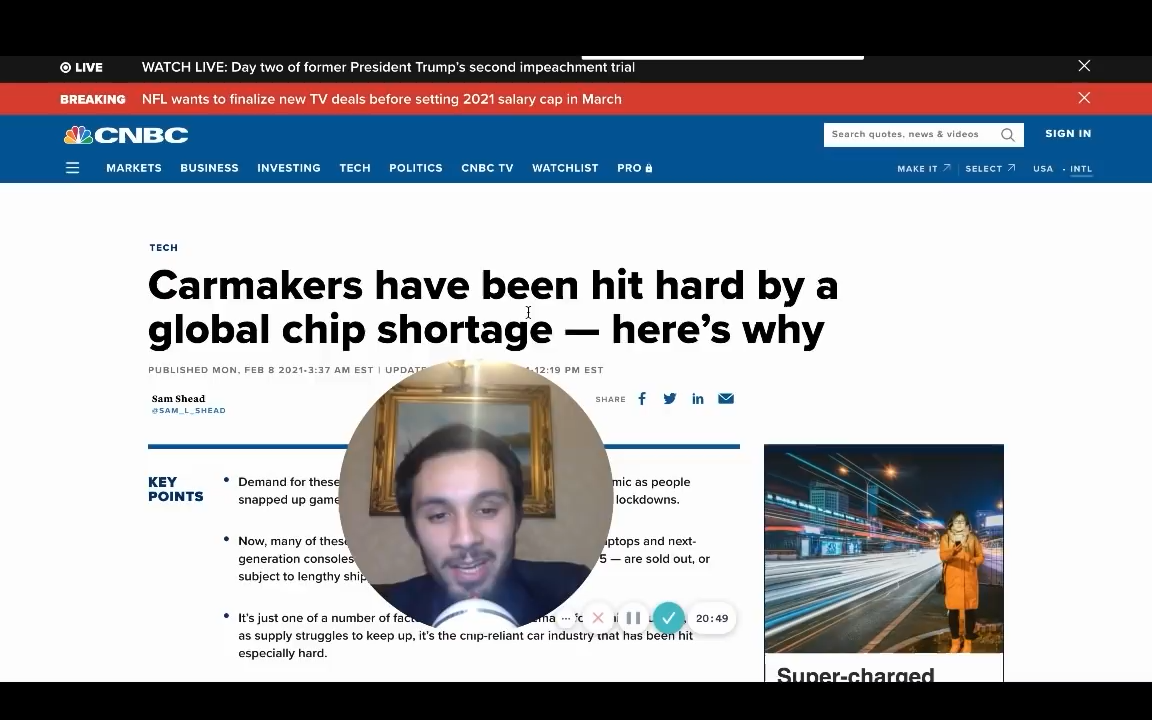 LIVE WATCH LIVE: Day two of former President Trump's second impeachment trial
BREAKING NFL wants to finalize new TV deals before setting 2021 salary cap in March
CNBC Search quotes, news & videos SIGN IN
MARKETS BUSINESS INVESTING TECH POLITICS CNBC TV WATCHLIST PRO MAKE IT SELECT USA • INTL
TECH
Carmakers have been hit hard by a
global chip shortage — here's why
PUBLISHED MON, FEB 8 2021•3:37 AM EST | 12:19 PM EST
Sam Shead SHARE
@SAM_L_SHEAD
KEY
POINTS
Demand for these mic as people
snapped up game lockdowns.
Now, many of these next-
generation consoles 5 — are sold out, or
subject to lengthy
It's just one of a number of
as supply struggles to keep up, it's the chip-reliant car industry that has been hit
especially hard.
20:49
Super-charged